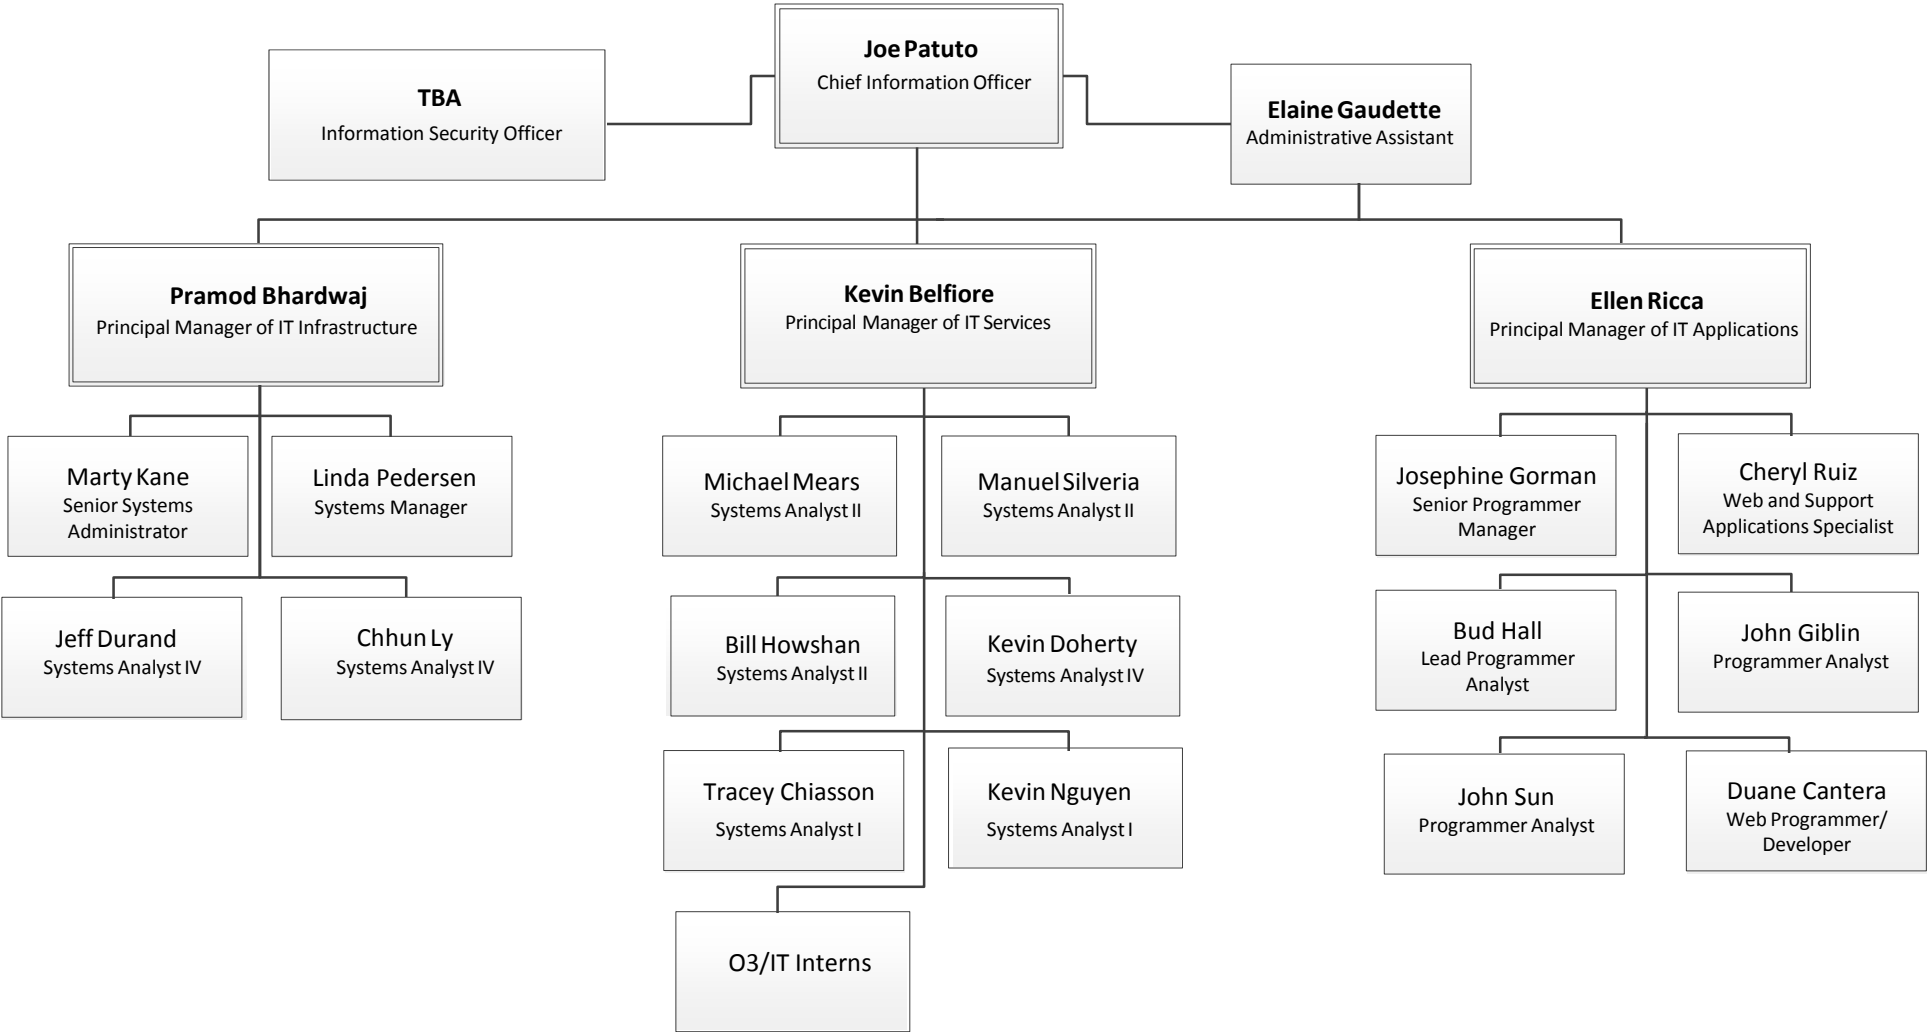 Joe Patuto
Chief Information Officer
TBA
Information Security Officer
Elaine Gaudette
Administrative Assistant
Pramod Bhardwaj
Principal Manager of IT Infrastructure
Kevin Belfiore
Principal Manager of IT Services
Ellen Ricca
Principal Manager of IT Applications
Marty Kane
Senior Systems
Administrator
Linda Pedersen
Systems Manager
Jeff Durand
Systems Analyst IV
Chhun Ly
Systems Analyst IV
Michael Mears
Systems Analyst II
Manuel Silveria
Systems Analyst II
Bill Howshan
Systems Analyst II
Kevin Doherty
Systems Analyst IV
Tracey Chiasson
Systems Analyst I
Kevin Nguyen
Systems Analyst I
O3/IT Interns
Josephine Gorman
Senior Programmer
Manager
Cheryl Ruiz
Web and Support
Applications Specialist
Bud Hall
Lead Programmer
Analyst
John Giblin
Programmer Analyst
John Sun
Programmer Analyst
Duane Cantera
Web Programmer/
Developer